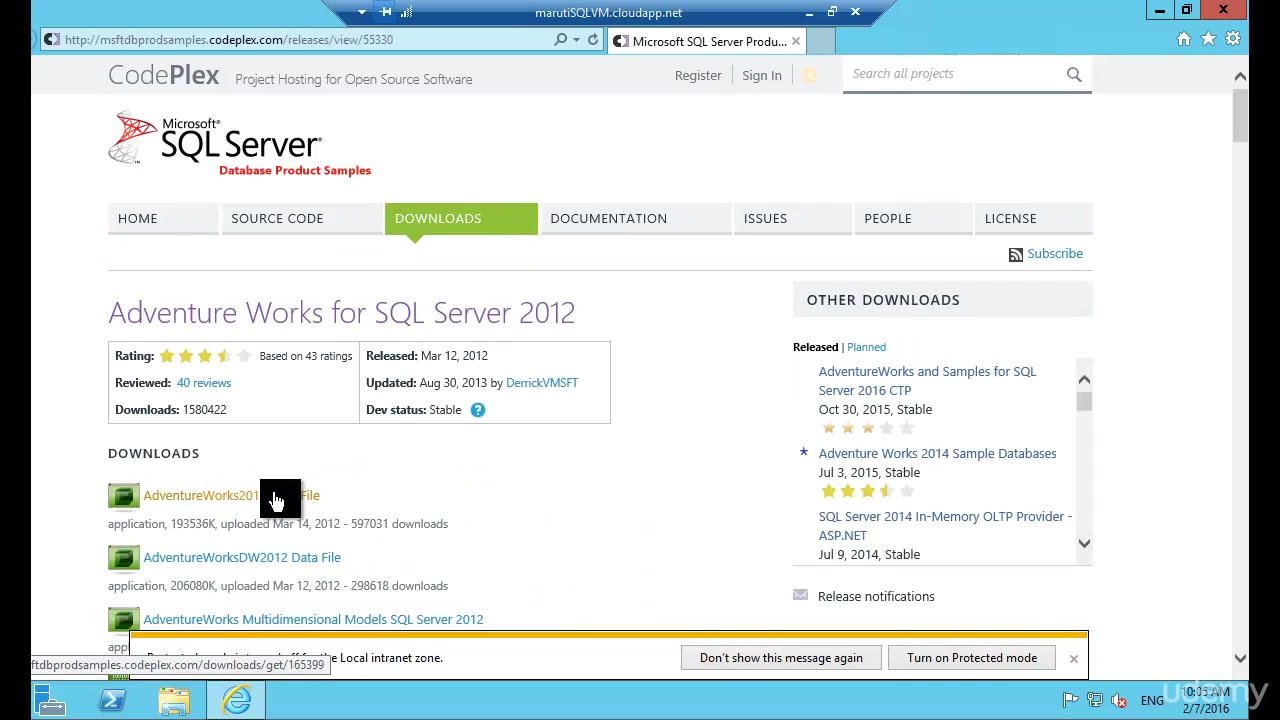 marutiSQLVM.cloudapp.net
http://msftdbprodsamples.codeplex.com/releases/view/55330
Microsoft SQL Server Produ...
CodePlex Project Hosting for Open Source Software
Register
Sign In
Search all projects
Microsoft®
SQL Server®
Database Product Samples
HOME
SOURCE CODE
DOWNLOADS
DOCUMENTATION
ISSUES
PEOPLE
LICENSE
Subscribe
Adventure Works for SQL Server 2012
Rating: Based on 43 ratings
Released: Mar 12, 2012
Reviewed: 40 reviews
Updated: Aug 30, 2013 by DerrickVMSFT
Downloads: 1580422
Dev status: Stable ?
DOWNLOADS
AdventureWorks201 File
application, 193536K, uploaded Mar 14, 2012 - 597031 downloads
AdventureWorksDW2012 Data File
application, 206080K, uploaded Mar 12, 2012 - 298618 downloads
AdventureWorks Multidimensional Models SQL Server 2012
app
OTHER DOWNLOADS
Released | Planned
AdventureWorks and Samples for SQL
Server 2016 CTP
Oct 30, 2015, Stable
* Adventure Works 2014 Sample Databases
Jul 3, 2015, Stable
SQL Server 2014 In-Memory OLTP Provider -
ASP.NET
Jul 9, 2014, Stable
Release notifications
Local intranet zone.
Don't show this message again
Turn on Protected mode
ftdbprodsamples.codeplex.com/downloads/get/165399
ENG
10:05 AM
2/7/2016
udemy